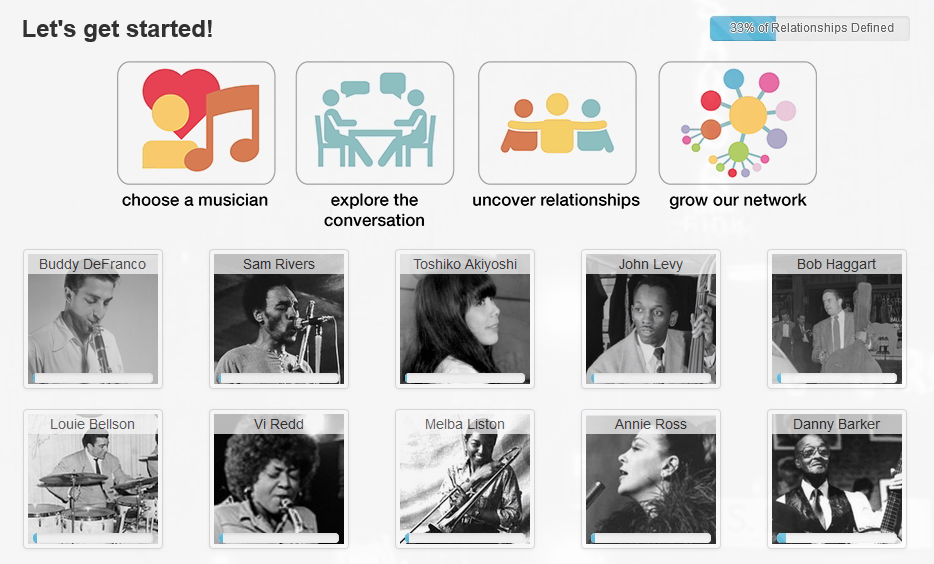 Let's get started!
33% of Relationships Defined
choose a musician
explore the
conversation
uncover relationships
grow our network
Buddy DeFranco
Sam Rivers
Toshiko Akiyoshi
John Levy
Bob Haggart
Louie Bellson
Vi Redd
Melba Liston
Annie Ross
Danny Barker